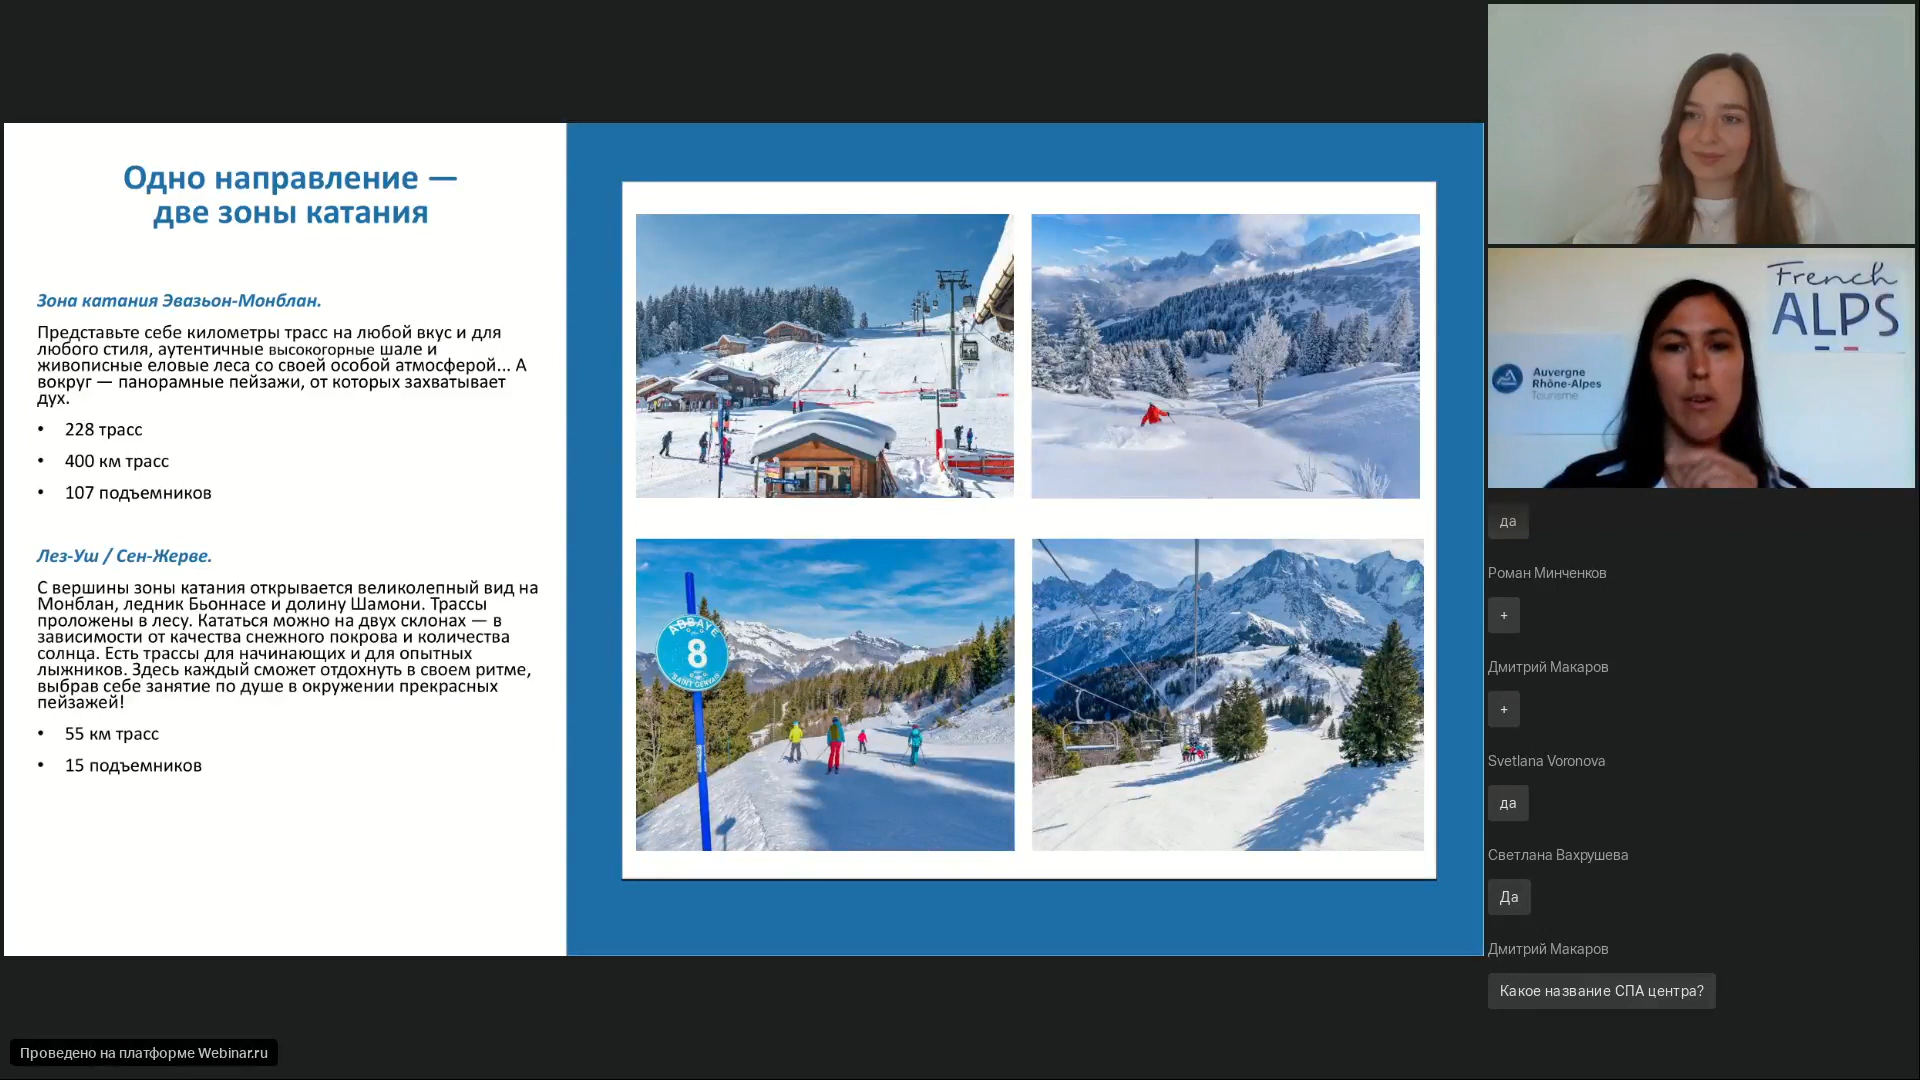 Одно направление —
две зоны катания
Зона катания Эвазьон-Монблан.
Представьте себе километры трасс на любой вкус и для
любого стиля, аутентичные высокогорные шале и
живописные еловые леса со своей особой атмосферой... А
вокруг — панорамные пейзажи, от которых захватывает
дух.
• 228 трасс
• 400 км трасс
• 107 подъемников
Лез-Уш / Сен-Жерве.
С вершины зоны катания открывается великолепный вид на
Монблан, ледник Бьоннасе и долину Шамони. Трассы
проложены в лесу. Кататься можно на двух склонах — в
зависимости от качества снежного покрова и количества
солнца. Есть трассы для начинающих и для опытных
лыжников. Здесь каждый сможет отдохнуть в своем ритме,
выбрав себе занятие по душе в окружении прекрасных
пейзажей!
• 55 км трасс
• 15 подъемников
ABBAYE
8
SAINT GERVAIS
French
ALPS
Auvergne
Rhône-Alpes
Tourisme
да
Роман Минченков
+
Дмитрий Макаров
+
Svetlana Voronova
да
Светлана Вахрушева
Да
Дмитрий Макаров
Какое название СПА центра?
Проведено на платформе Webinar.ru